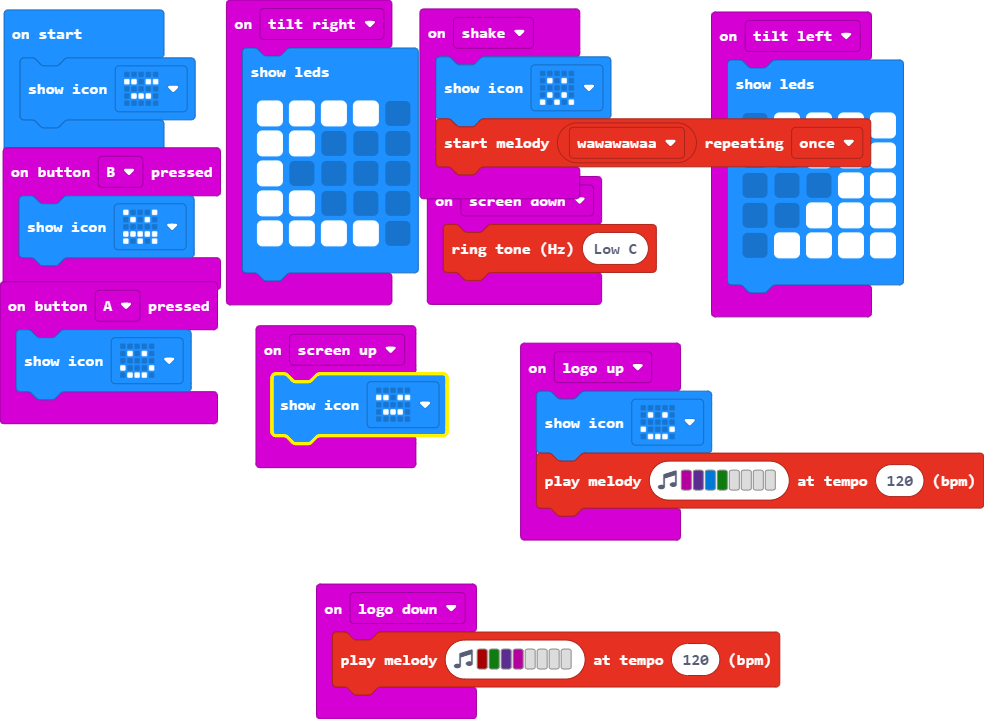 on start
show icon
on button B pressed
show icon
on button A pressed
show icon
on tilt right
show leds
on shake
show icon
start melody wawawawaa repeating once
on screen down
ring tone (Hz) Low C
on tilt left
show leds
on screen up
show icon
on logo up
show icon
play melody at tempo 120 (bpm)
on logo down
play melody at tempo 120 (bpm)